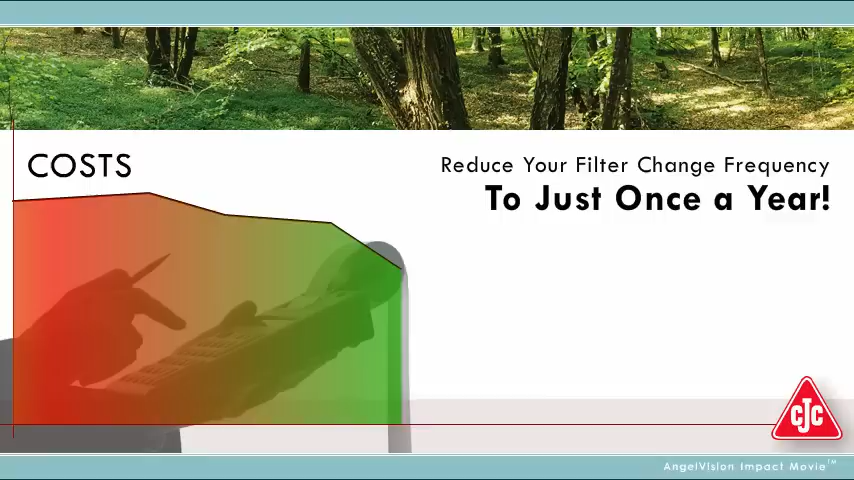 COSTS
Reduce Your Filter Change Frequency
To Just Once a Year!
CJC
AngelVision Impact Movie™